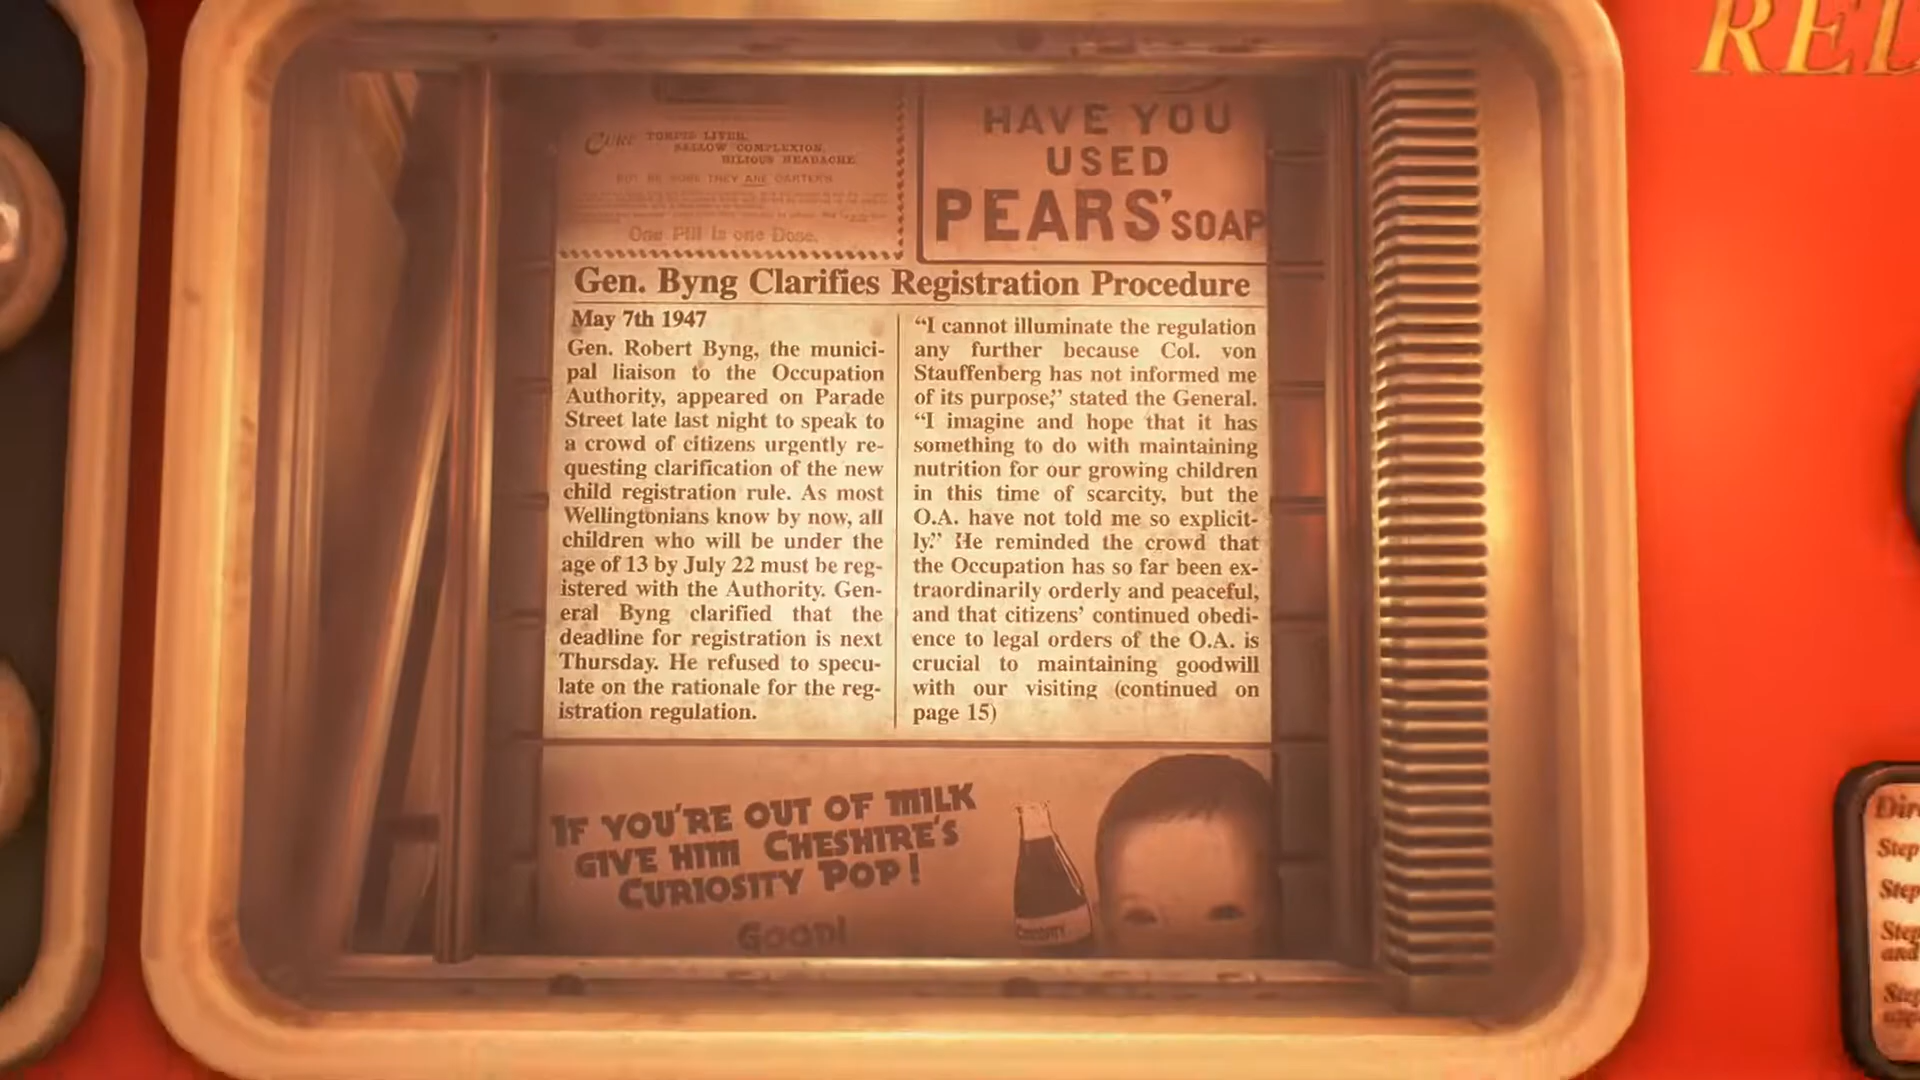 RED
Cure TORPID LIVER,
SALLOW COMPLEXION,
BILIOUS HEADACHE
BUT BE SURE THEY ARE CARTER'S
One Pill is one Dose.
HAVE YOU
USED
PEARS' SOAP
Gen. Byng Clarifies Registration Procedure
May 7th 1947
Gen. Robert Byng, the munici-
pal liaison to the Occupation
Authority, appeared on Parade
Street late last night to speak to
a crowd of citizens urgently re-
questing clarification of the new
child registration rule. As most
Wellingtonians know by now, all
children who will be under the
age of 13 by July 22 must be reg-
istered with the Authority. Gen-
eral Byng clarified that the
deadline for registration is next
Thursday. He refused to specu-
late on the rationale for the reg-
istration regulation.
“I cannot illuminate the regulation
any further because Col. von
Stauffenberg has not informed me
of its purpose,” stated the General.
“I imagine and hope that it has
something to do with maintaining
nutrition for our growing children
in this time of scarcity, but the
O.A. have not told me so explicit-
ly.” He reminded the crowd that
the Occupation has so far been ex-
traordinarily orderly and peaceful,
and that citizens’ continued obedi-
ence to legal orders of the O.A. is
crucial to maintaining goodwill
with our visiting (continued on
page 15)
IF YOU'RE OUT OF MILK
GIVE HIM CHESHIRE'S
CURIOSITY POP!
GOOD!
Step
Step
Step
and
Step